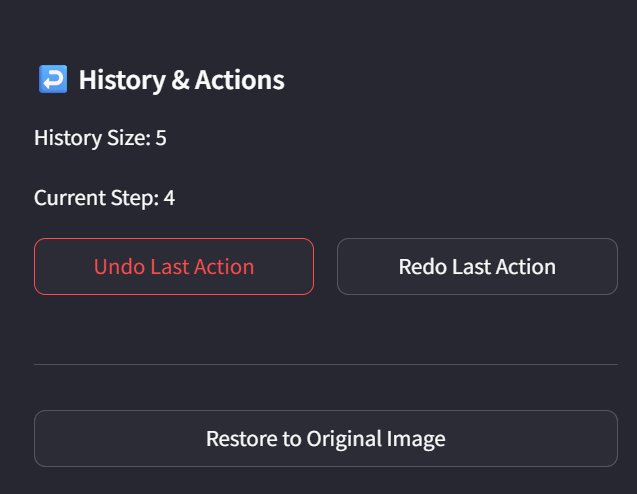 History & Actions
History Size: 5
Current Step: 4
Undo Last Action
Redo Last Action
Restore to Original Image